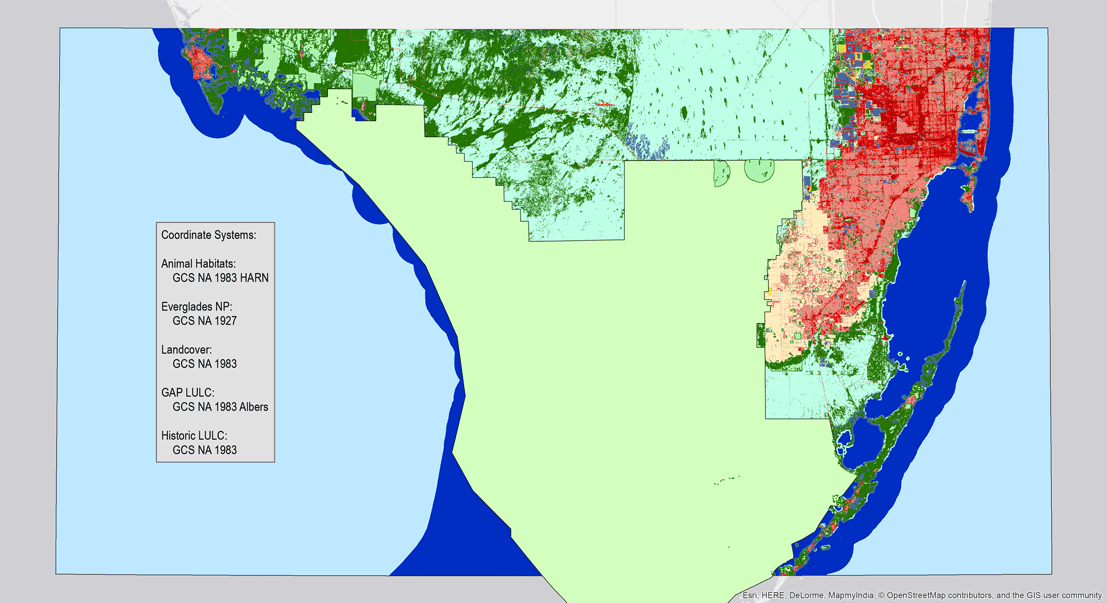 Coordinate Systems:
Animal Habitats:
GCS NA 1983 HARN
Everglades NP:
GCS NA 1927
Landcover:
GCS NA 1983
GAP LULC:
GCS NA 1983 Albers
Historic LULC:
GCS NA 1983
Esri, HERE, DeLorme, MapmyIndia, © OpenStreetMap contributors, and the GIS user community